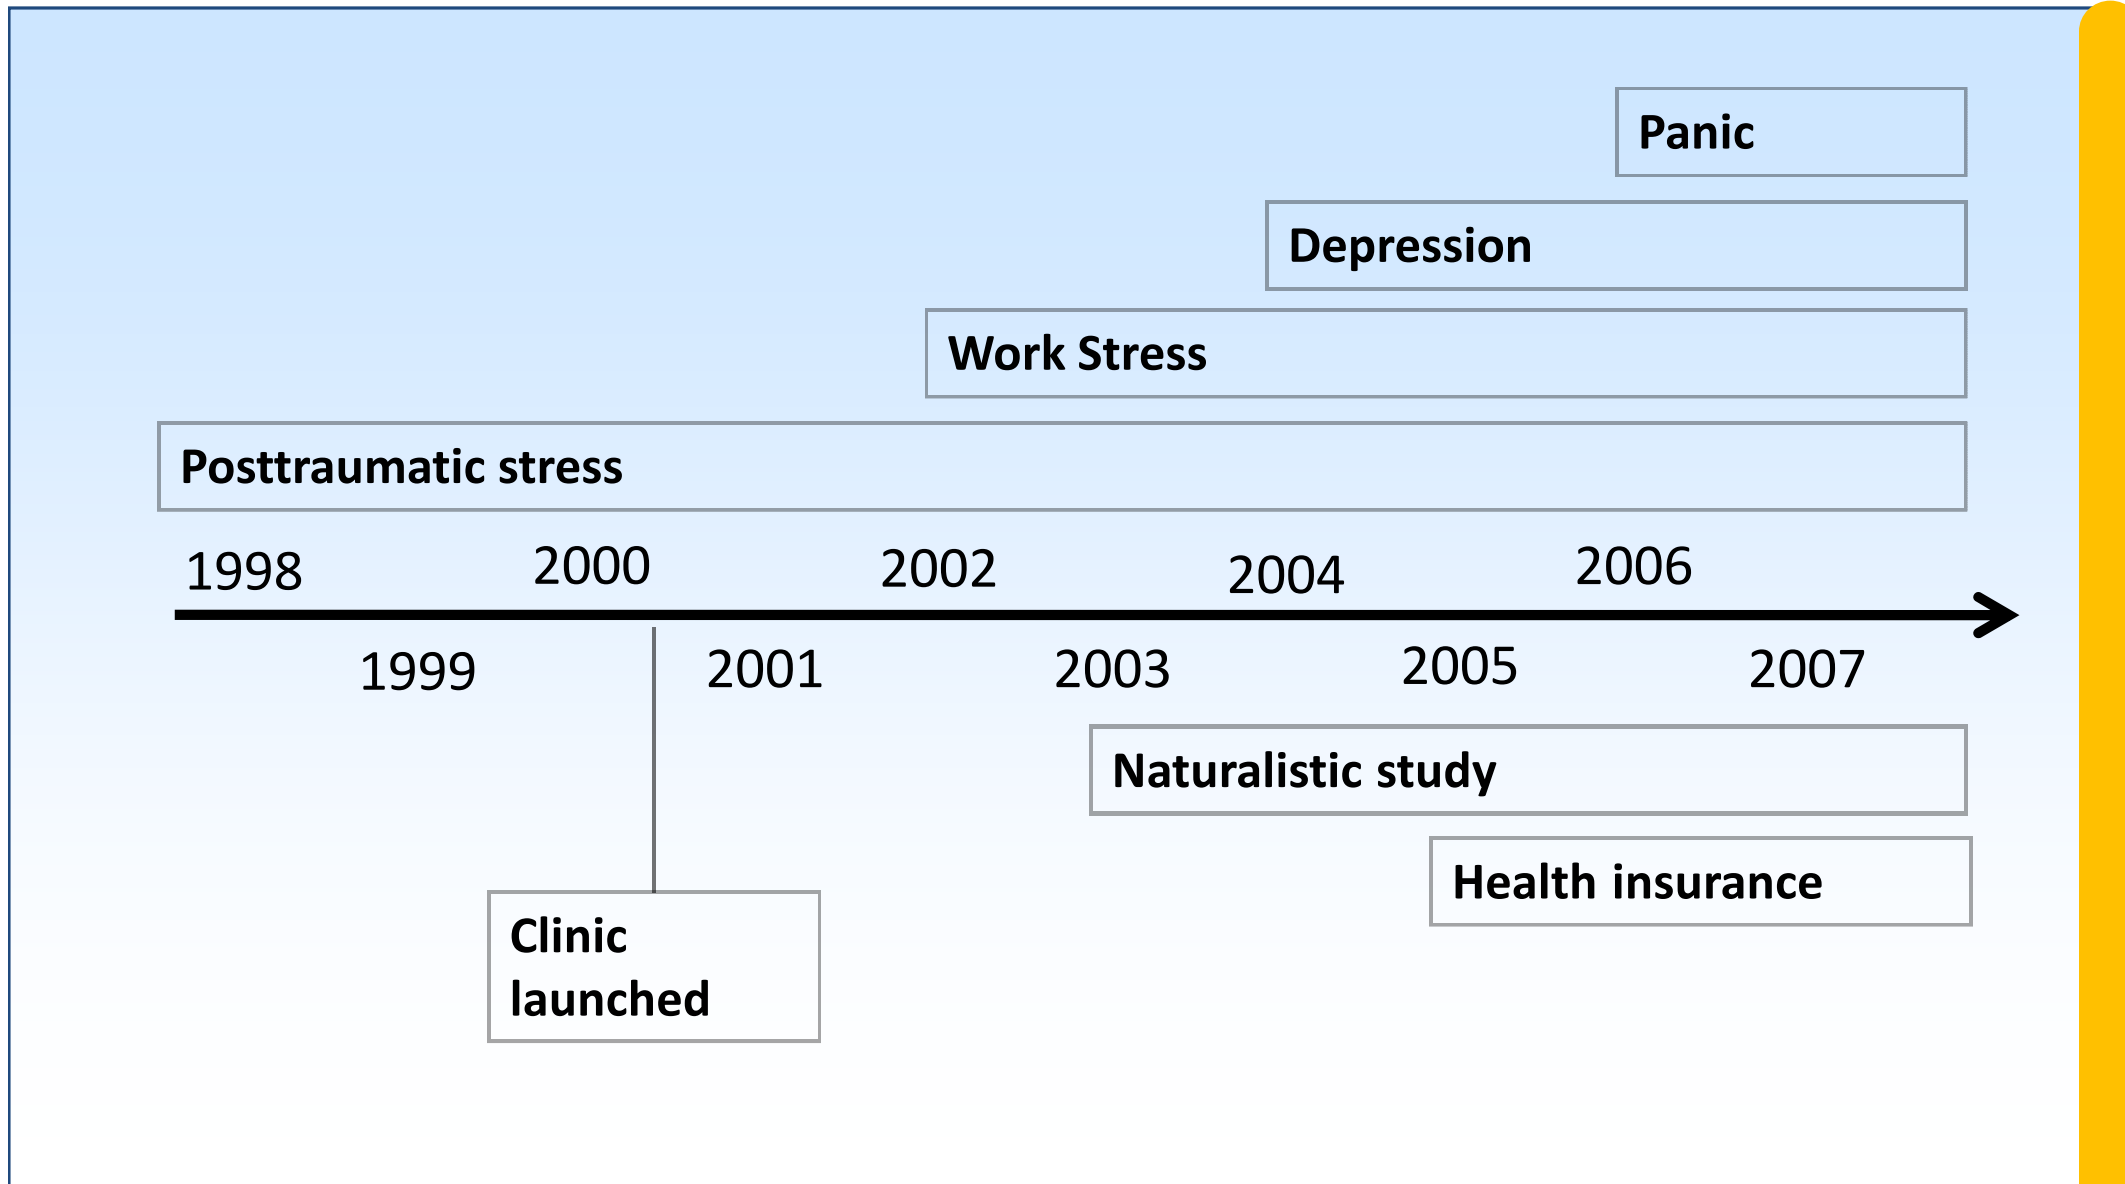 Panic
Depression
Work Stress
Posttraumatic stress
1998 2000 2002 2004 2006
1999 2001 2003 2005 2007
Naturalistic study
Health insurance
Clinic
launched